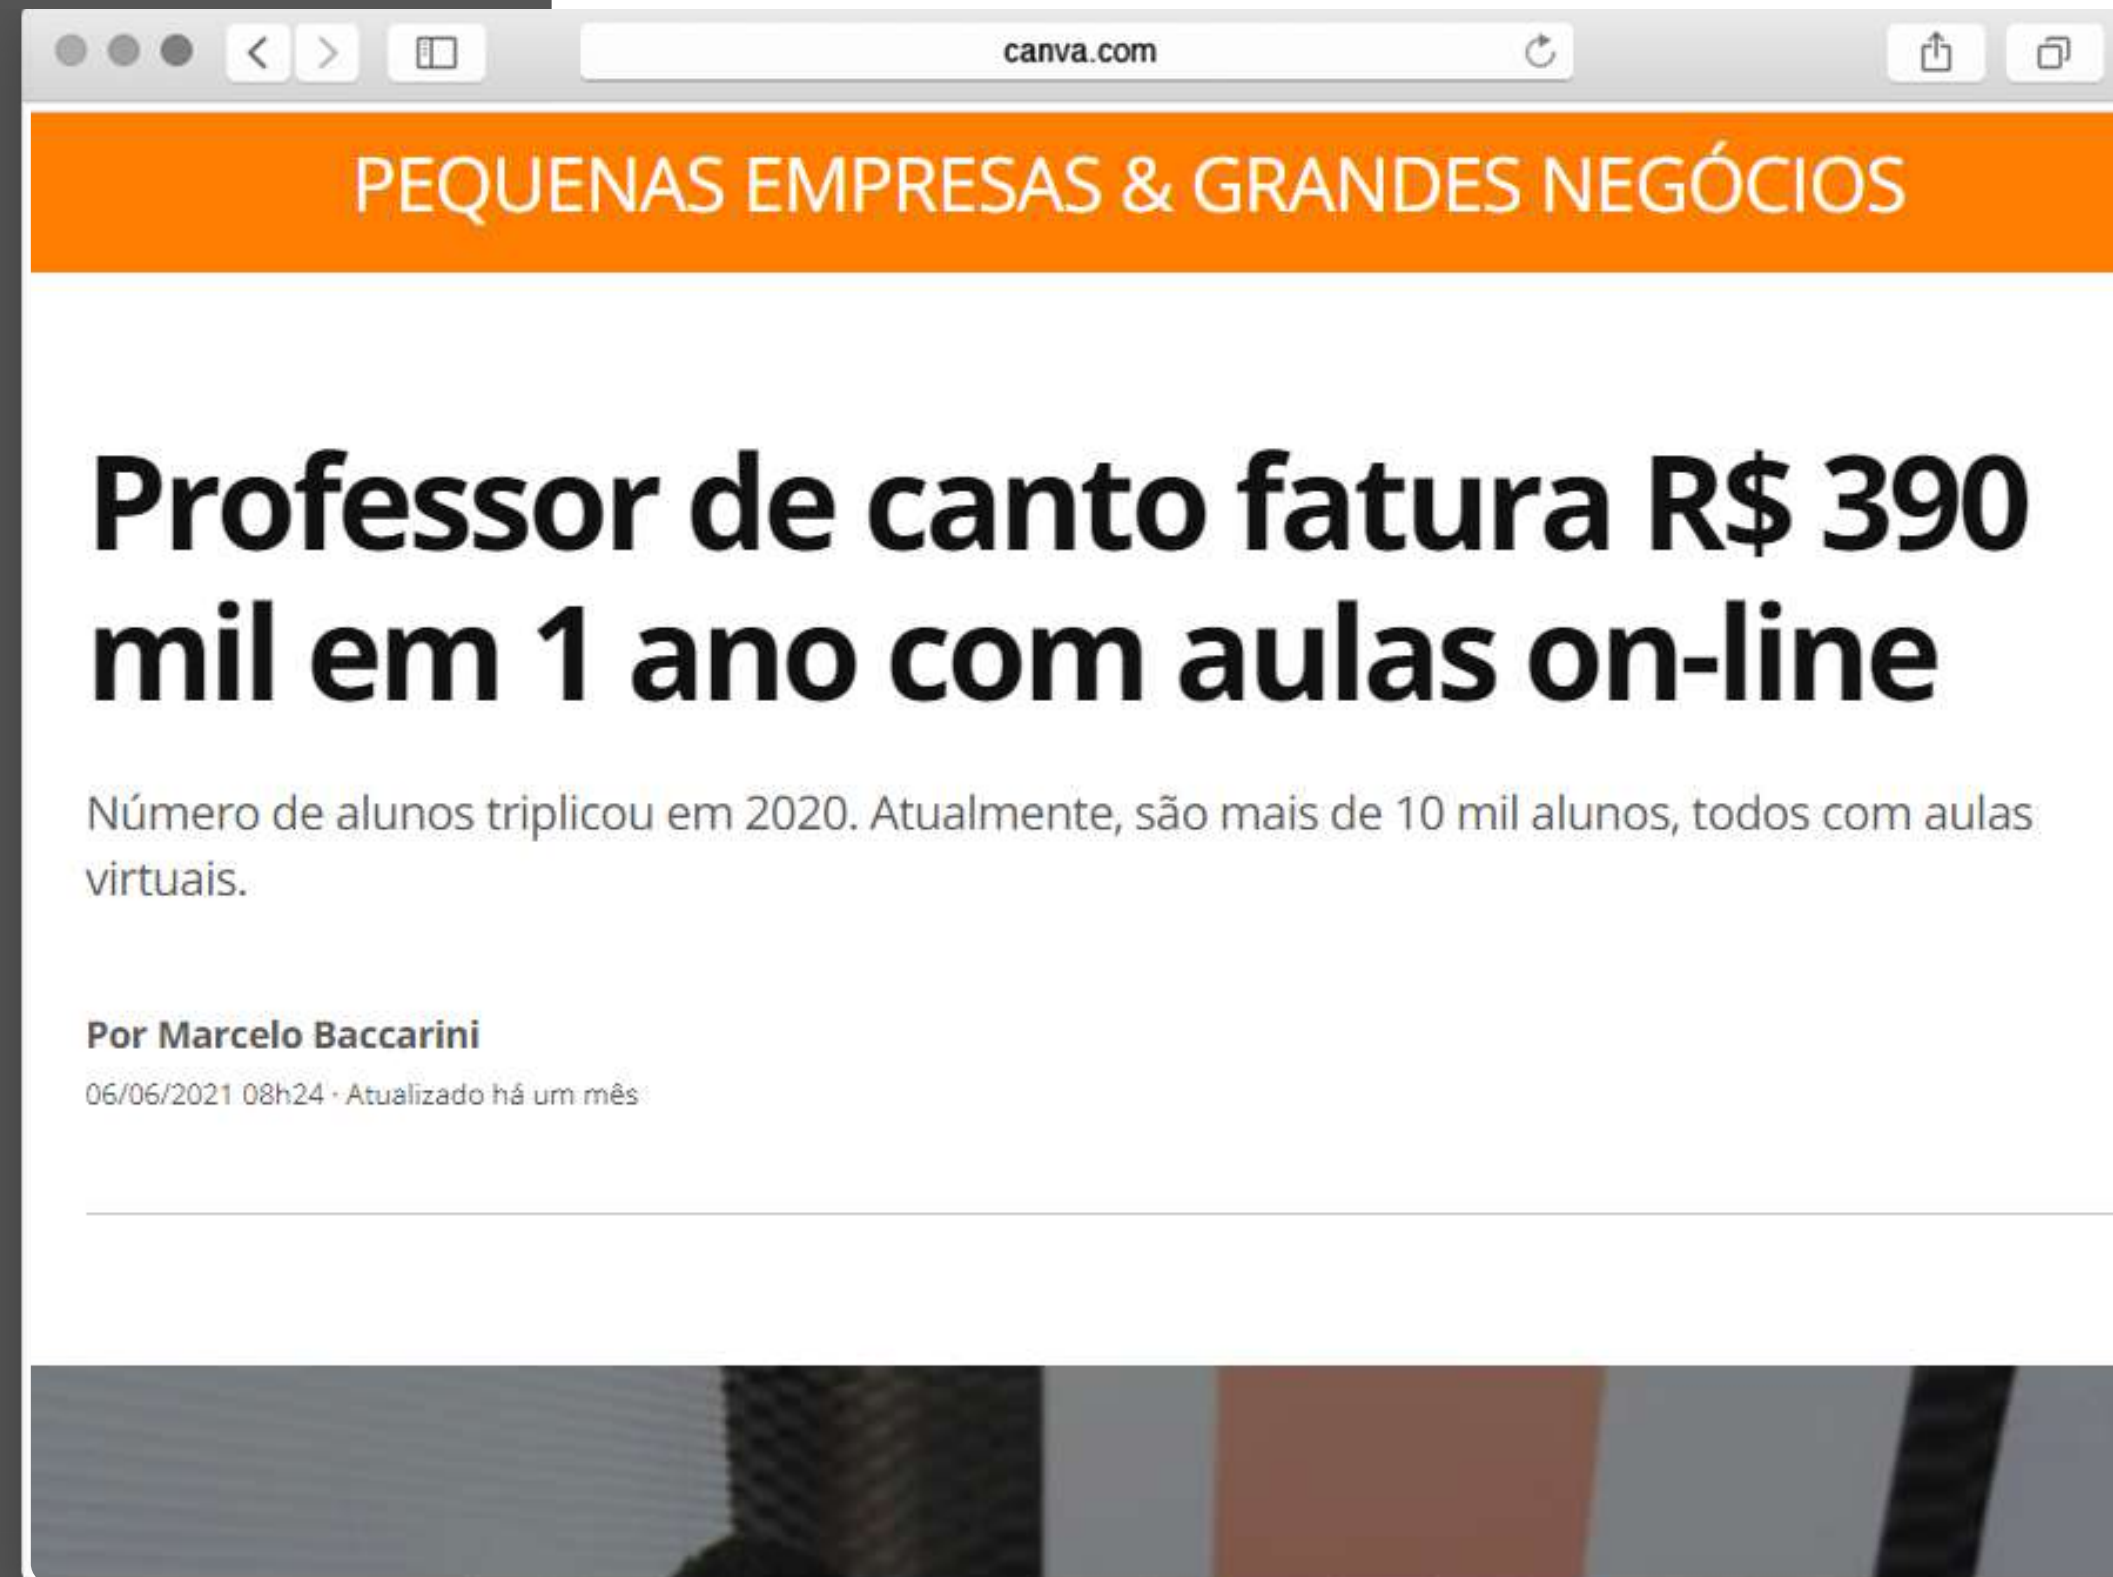 canva.com
PEQUENAS EMPRESAS & GRANDES NEGÓCIOS
Professor de canto fatura R$ 390
mil em 1 ano com aulas on-line
Número de alunos triplicou em 2020. Atualmente, são mais de 10 mil alunos, todos com aulas
virtuais.
Por Marcelo Baccarini
06/06/2021 08h24 · Atualizado há um mês